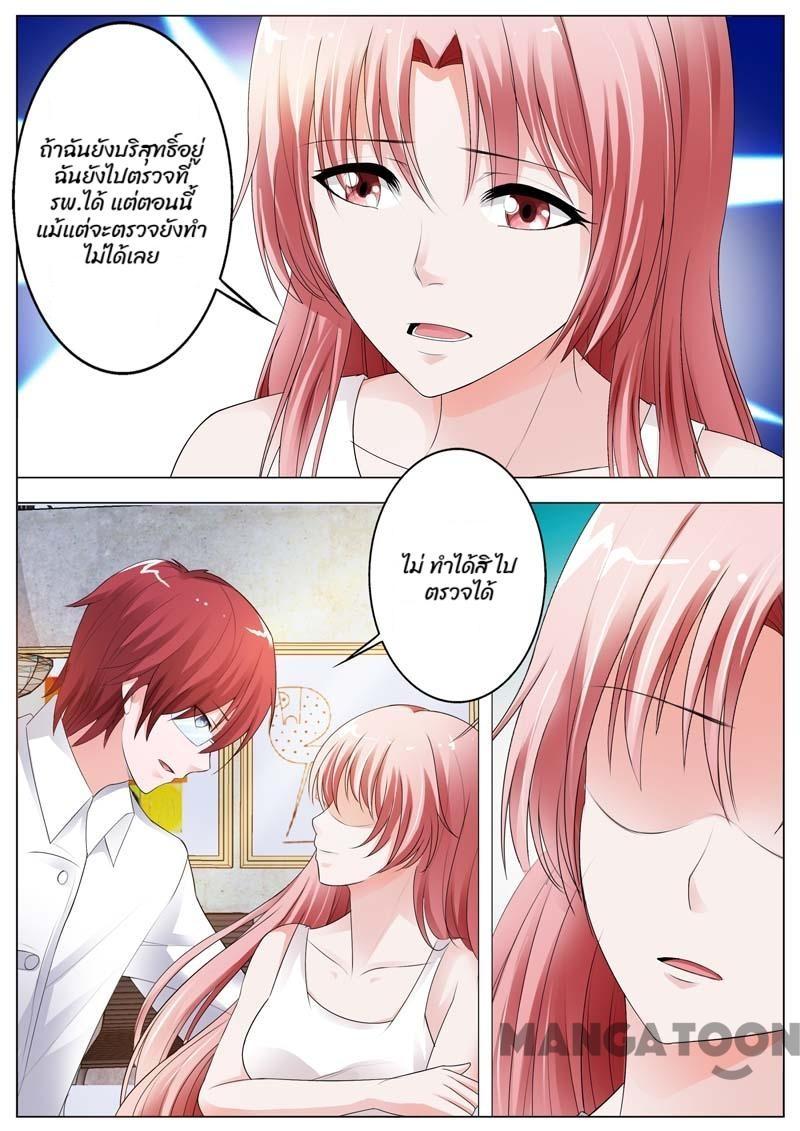 ถ้าฉันยังบริสุทธิ์อยู่
ฉันยังไปตรวจที่
รพ.ได้ แต่ตอนนี้
แม้แต่จะตรวจยังทำ
ไม่ได้เลย
ไม่ ทำได้สิ ไป
ตรวจได้
MANGATOON